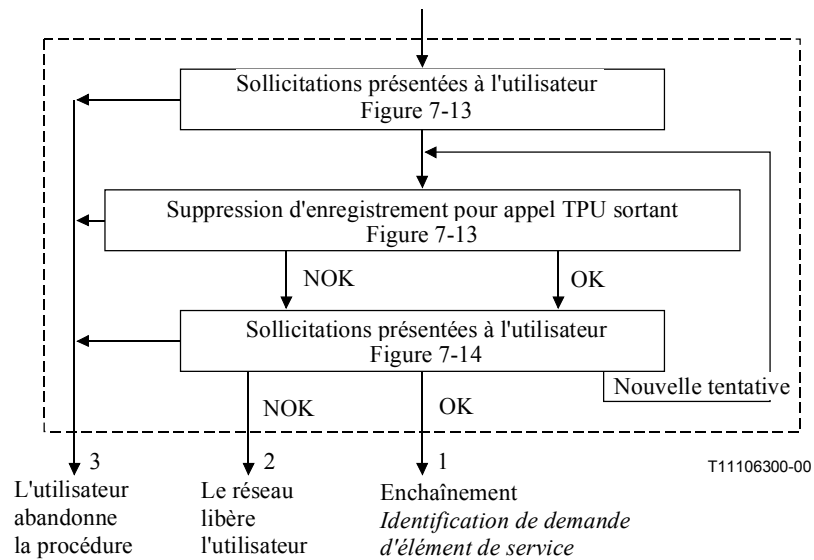 Sollicitations présentées à l'utilisateur
Figure 7-13
Suppression d'enregistrement pour appel TPU sortant
Figure 7-13
NOK
OK
Sollicitations présentées à l'utilisateur
Figure 7-14
Nouvelle tentative
NOK
OK
T11106300-00
3
L'utilisateur
abandonne
la procédure
2
Le réseau
libère
l'utilisateur
1
Enchaînement
Identification de demande
d'élément de service